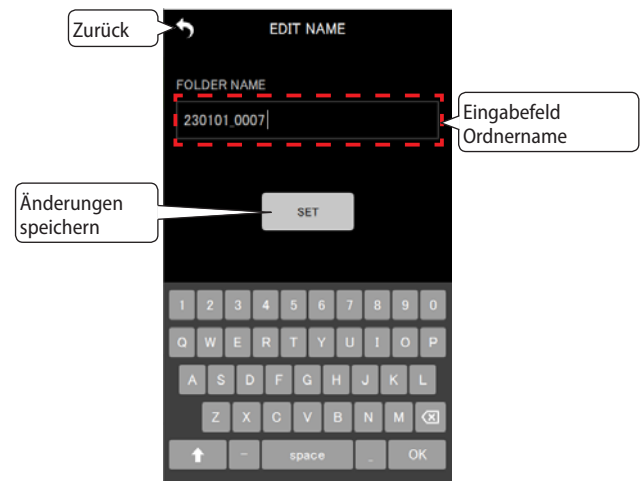 Zurück
EDIT NAME
FOLDER NAME
230101_0007
Eingabefeld
Ordnername
Änderungen
speichern
SET
1 2 3 4 5 6 7 8 9 0
Q W E R T Y U I O P
A S D F G H J K L
Z X C V B N M
- space _ OK